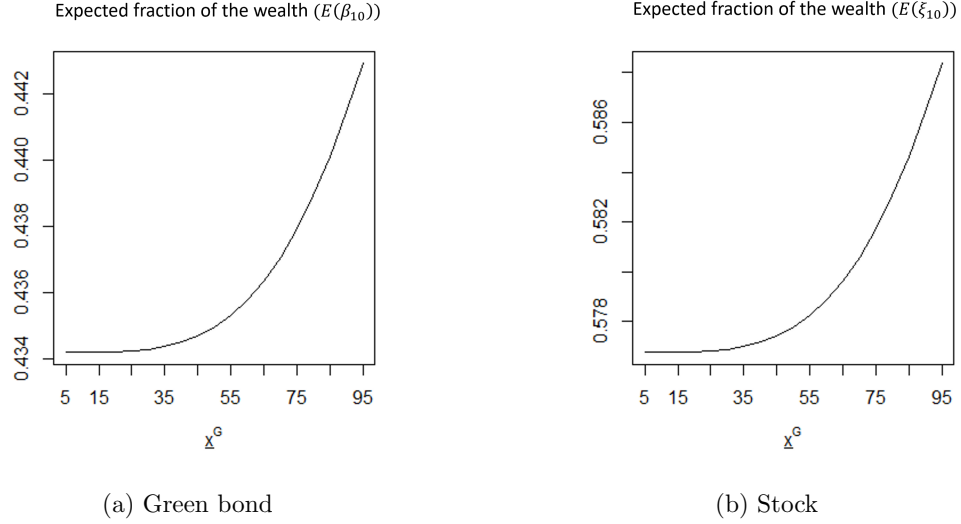 Expected fraction of the wealth (E(β₁₀))
0.442
0.440
0.438
0.436
0.434
5 15 35 55 75 95
x̲ᴳ
(a) Green bond
Expected fraction of the wealth (E(ξ₁₀))
0.586
0.582
0.578
5 15 35 55 75 95
x̲ᴳ
(b) Stock